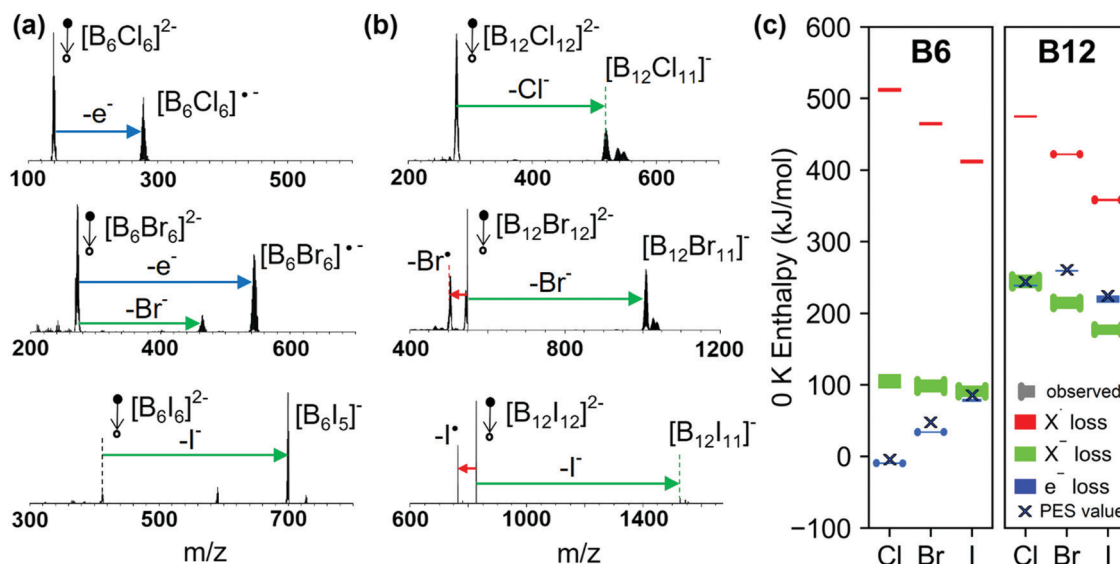 (a)
[B₆Cl₆]²⁻
-e⁻
[B₆Cl₆]•⁻
100 300 500
[B₆Br₆]²⁻
-e⁻
[B₆Br₆]•⁻
-Br⁻
200 400 600
[B₆I₆]²⁻
[B₆I₅]⁻
-I⁻
300 500 700
m/z
(b)
[B₁₂Cl₁₂]²⁻
-Cl⁻
[B₁₂Cl₁₁]⁻
200 400 600
[B₁₂Br₁₂]²⁻
-Br•
[B₁₂Br₁₁]⁻
-Br⁻
400 800 1200
[B₁₂I₁₂]²⁻
-I•
[B₁₂I₁₁]⁻
-I⁻
600 1000 1400
m/z
(c)
0 K Enthalpy (kJ/mol)
600
500
400
300
200
100
0
−100
B6
B12
observed
X˙ loss
X⁻ loss
e⁻ loss
PES value
Cl Br I
Cl Br I